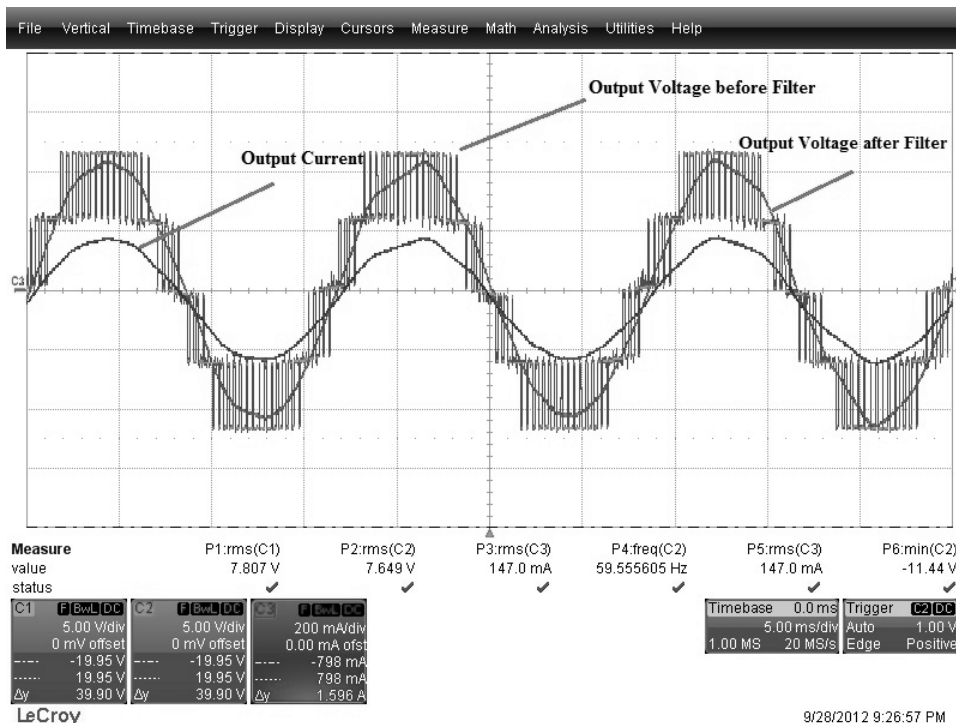 File Vertical Timebase Trigger Display Cursors Measure Math Analysis Utilities Help
Output Voltage before Filter
Output Voltage after Filter
Output Current
C3
Measure P1:rms(C1) P2:rms(C2) P3:rms(C3) P4:freq(C2) P5:rms(C3) P6:min(C2)
value 7.807 V 7.649 V 147.0 mA 59.555605 Hz 147.0 mA -11.44 V
status
C1 F BwL DC C2 F BwL DC C3 F BwL DC Timebase 0.0 ms Trigger C2 DC
5.00 V/div 5.00 V/div 200 mA/div 5.00 ms/div Auto 1.00 V
0 mV offset 0 mV offset 0.00 mA ofst 1.00 MS 20 MS/s Edge Positive
-19.95 V -19.95 V -798 mA
19.95 V 19.95 V 798 mA
Δy 39.90 V Δy 39.90 V Δy 1.596 A
LeCroy 9/28/2012 9:26:57 PM